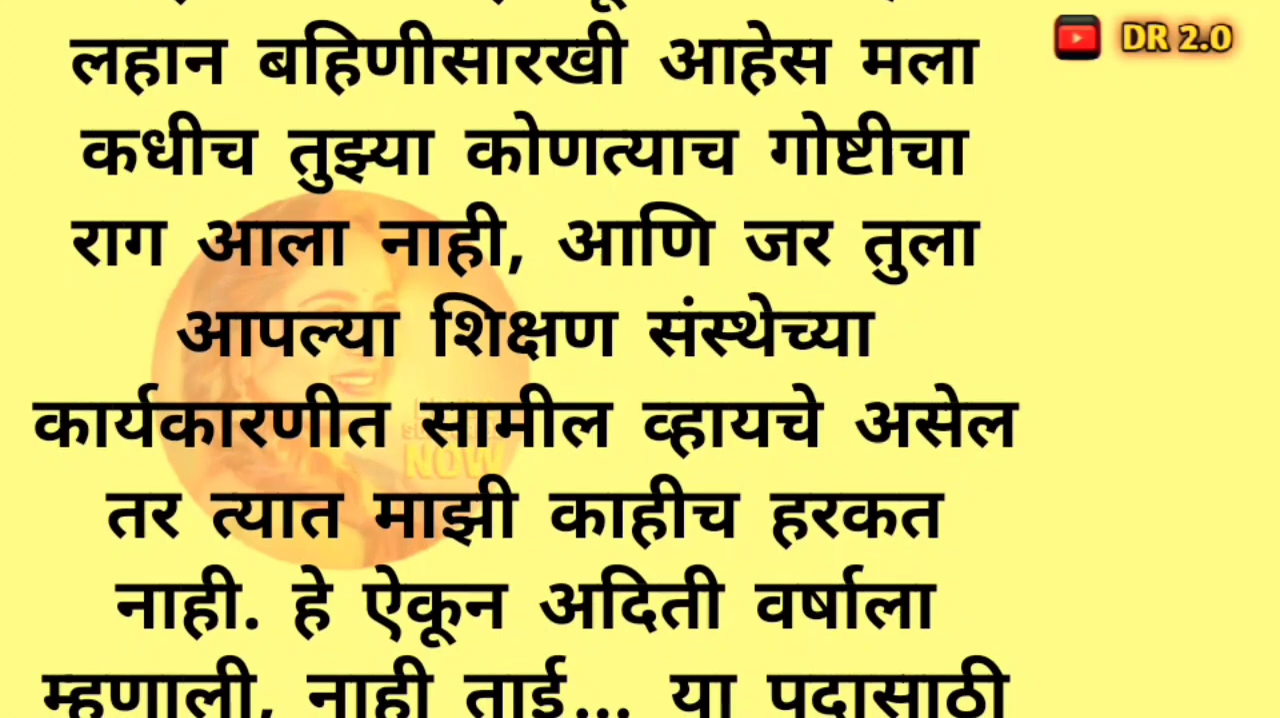 लहान बहिणीसारखी आहेस मला
DR 2.0
कधीच तुझ्या कोणत्याच गोष्टीचा
राग आला नाही, आणि जर तुला
आपल्या शिक्षण संस्थेच्या
कार्यकारणीत सामील व्हायचे असेल
NOW
तर त्यात माझी काहीच हरकत
नाही. हे ऐकून अदिती वर्षाला
म्हणाली, नाही ताई... या पदासाठी